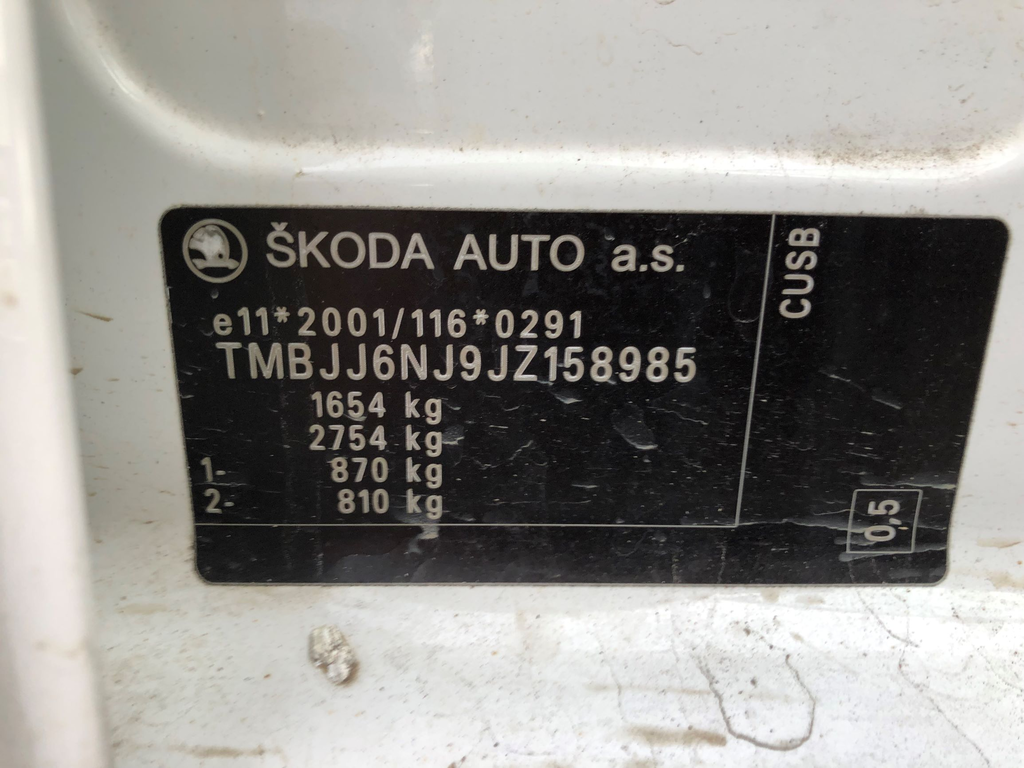 ŠKODA AUTO a.s.
e11*2001/116*0291
TMBJJ6NJ9JZ158985
1654 kg
2754 kg
1- 870 kg
2- 810 kg
CUSB
0,5